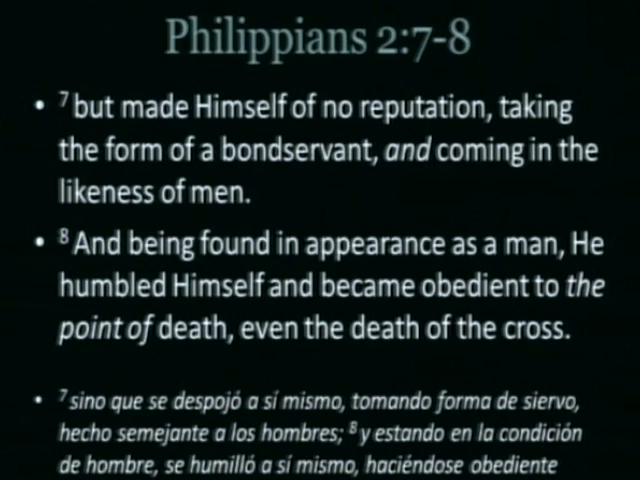 Philippians 2:7-8
• ⁷ but made Himself of no reputation, taking
the form of a bondservant, and coming in the
likeness of men.
• ⁸ And being found in appearance as a man, He
humbled Himself and became obedient to the
point of death, even the death of the cross.
• ⁷ sino que se despojó a sí mismo, tomando forma de siervo,
hecho semejante a los hombres; ⁸ y estando en la condición
de hombre, se humilló a sí mismo, haciéndose obediente